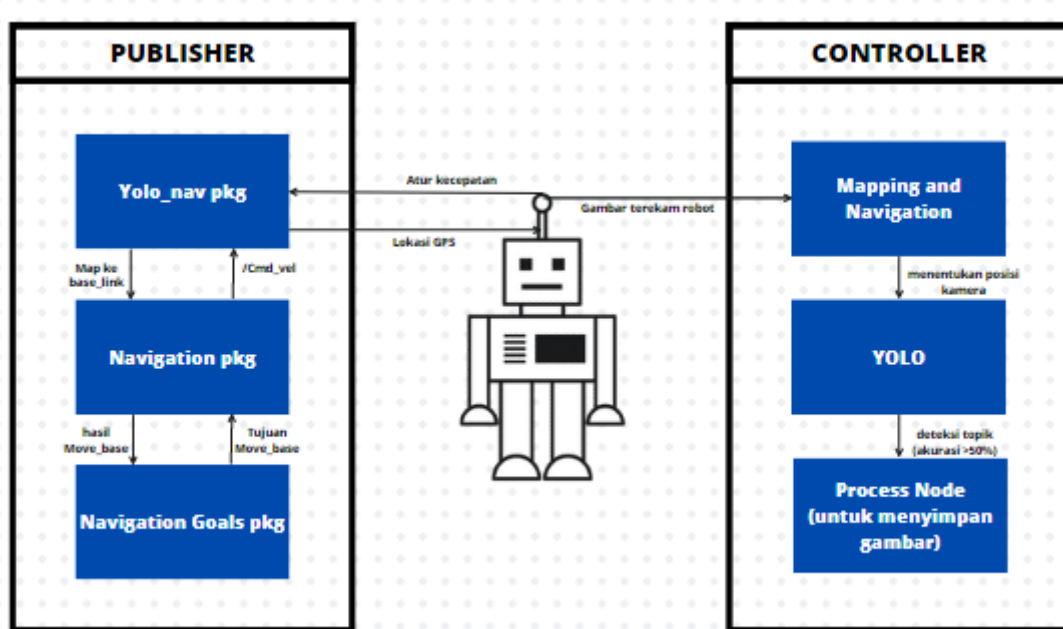 PUBLISHER
Yolo_nav pkg
Map ke
base_link
/Cmd_vel
Navigation pkg
hasil
Move_base
Tujuan
Move_base
Navigation Goals pkg
Atur kecepatan
Gambar terekam robot
Lokasi GPS
CONTROLLER
Mapping and
Navigation
menentukan posisi
kamera
YOLO
deteksi topik
(akurasi >50%)
Process Node
(untuk menyimpan
gambar)